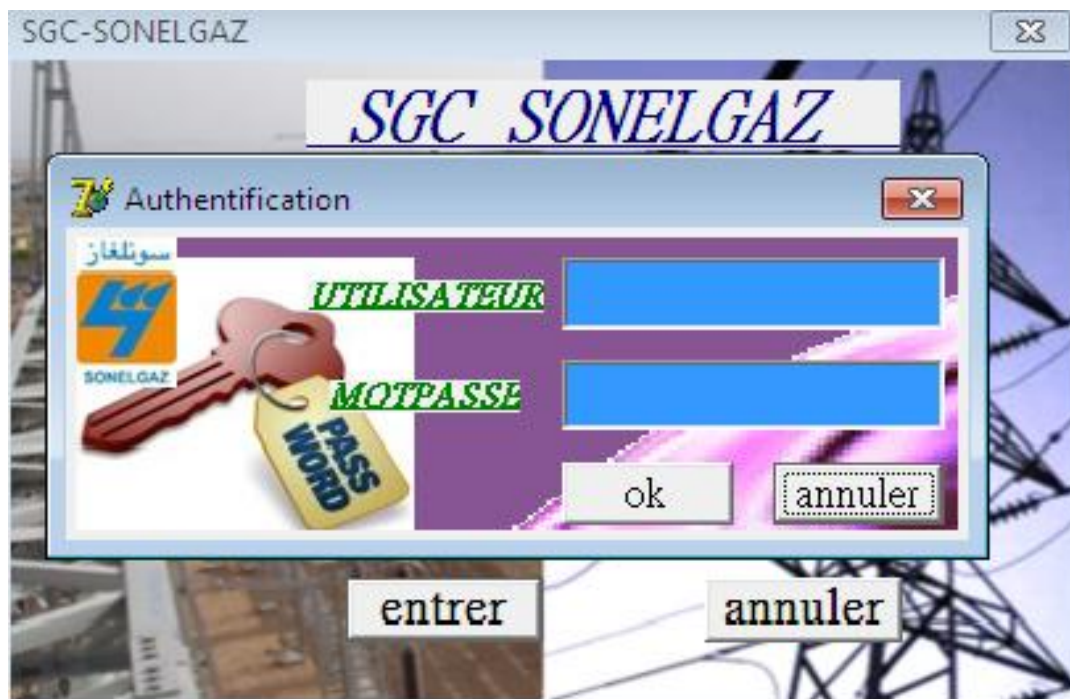 SGC-SONELGAZ
SGC SONELGAZ
Authentification
سونلغاز
SONELGAZ
UTILISATEUR
MOTPASSE
PASS
WORD
ok
annuler
entrer
annuler